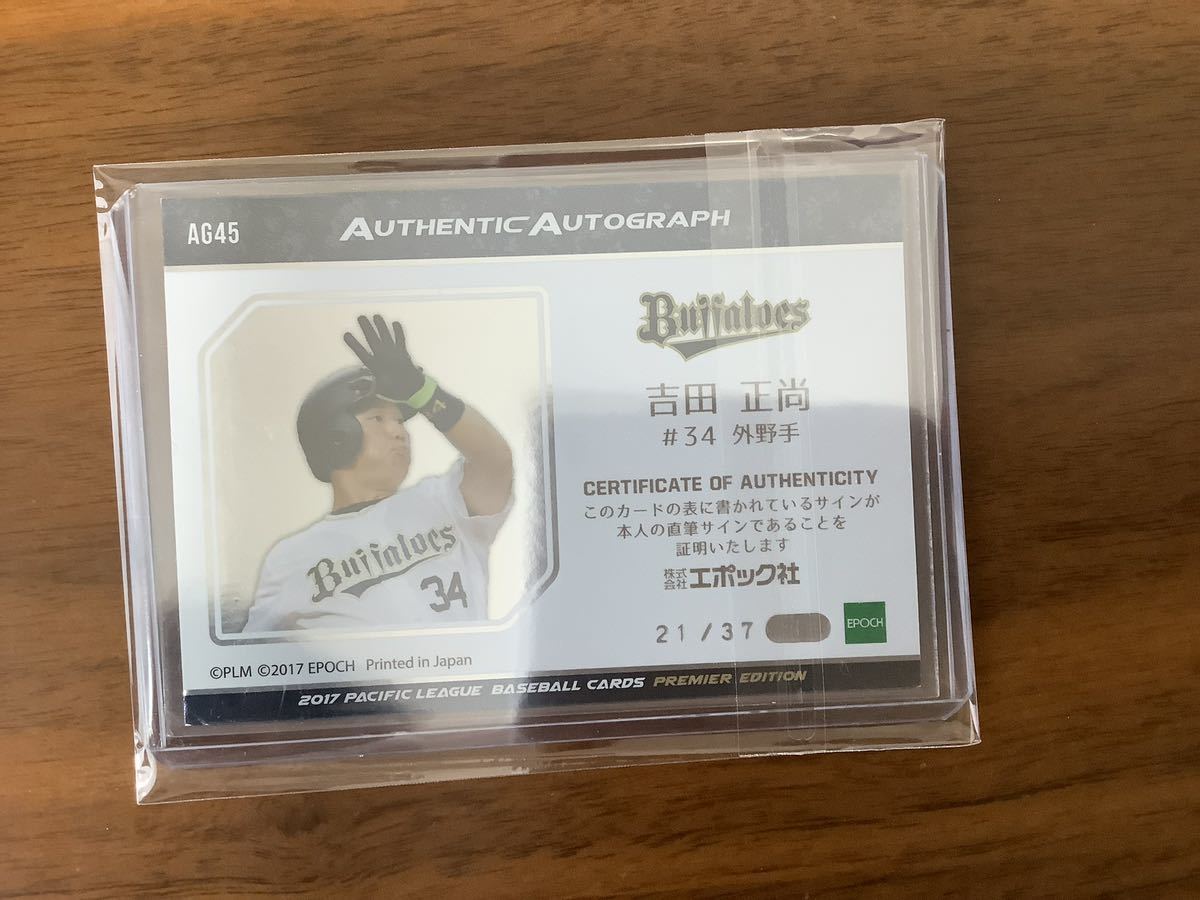 AG45
AUTHENTIC AUTOGRAPH
Buffaloes
吉田 正尚
#34 外野手
CERTIFICATE OF AUTHENTICITY
このカードの表に書かれているサインが
本人の直筆サインであることを
証明いたします
株式会社エポック社
21/37
EPOCH
Buffaloes
34
©PLM ©2017 EPOCH Printed in Japan
2017 PACIFIC LEAGUE BASEBALL CARDS PREMIER EDITION